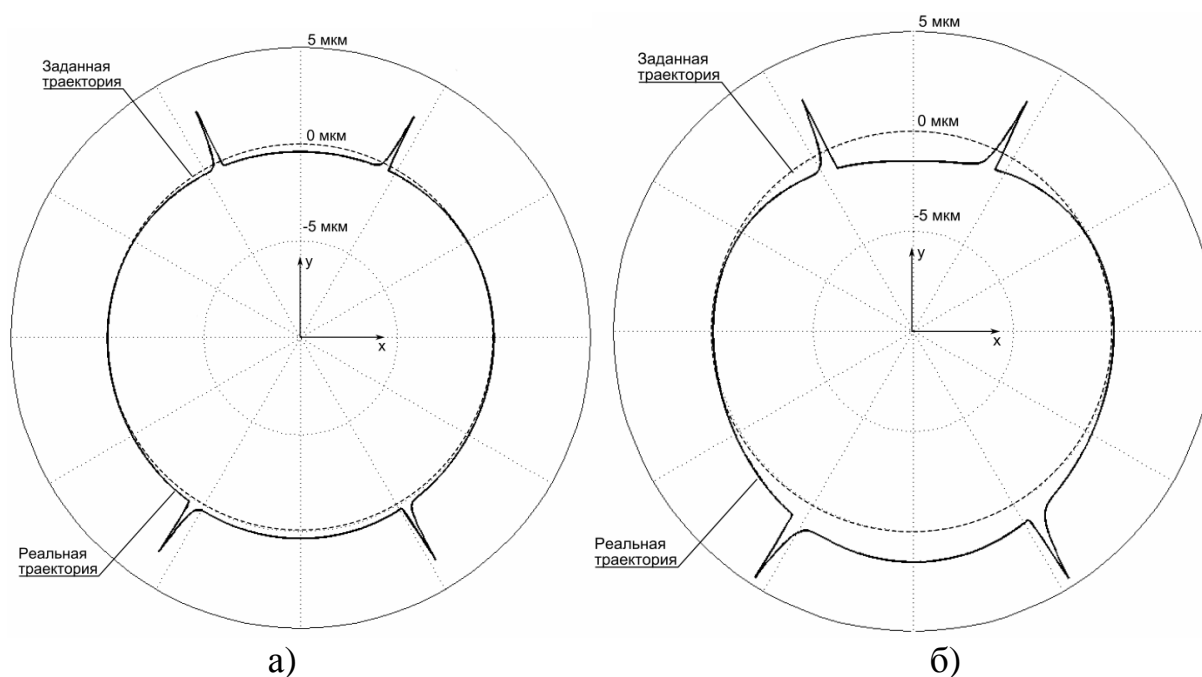 5 мкм
Заданная
траектория
0 мкм
-5 мкм
y
x
Реальная
траектория
а)
5 мкм
Заданная
траектория
0 мкм
-5 мкм
y
x
Реальная
траектория
б)